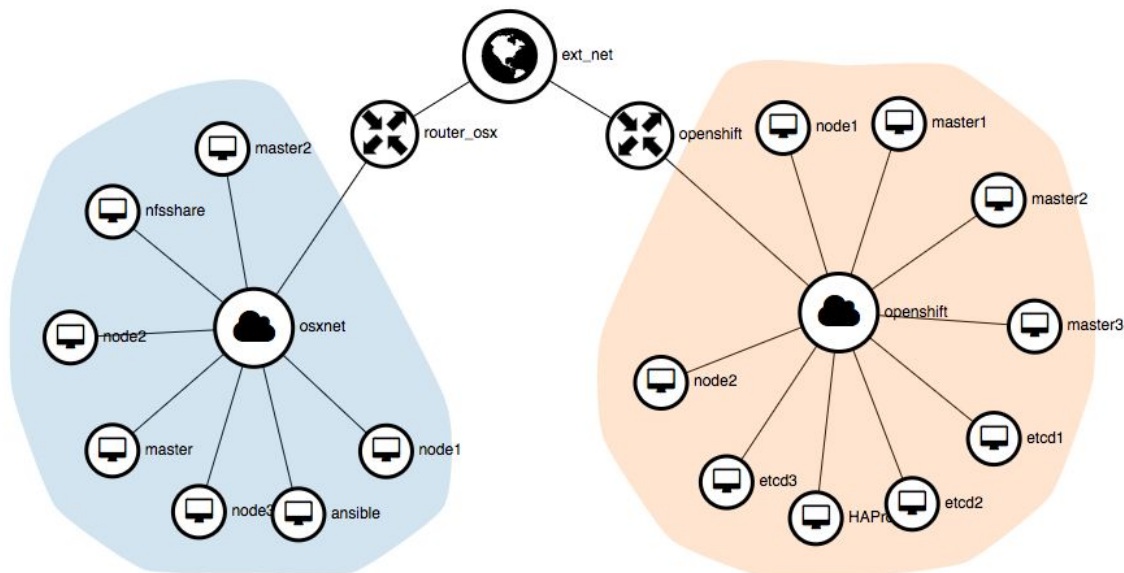 ext_net
router_osx
openshift
master2
nfsshare
osxnet
node2
master
node1
node3
ansible
node1
master1
master2
openshift
master3
node2
etcd1
etcd3
etcd2